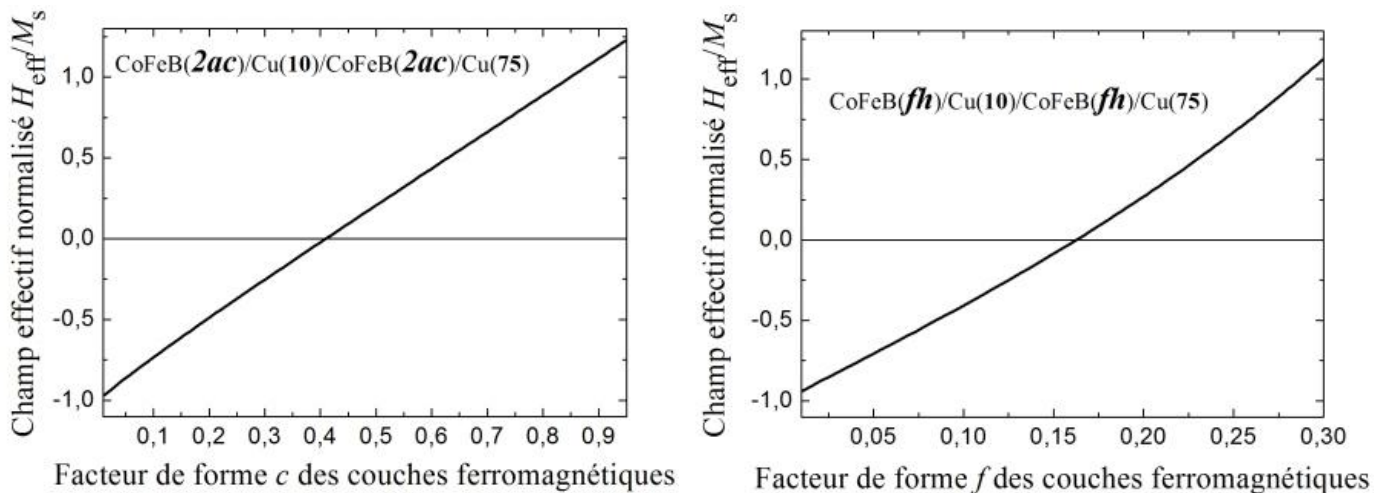 Champ effectif normalisé H_eff/M_s
1,0
0,5
0,0
-0,5
-1,0
CoFeB(2ac)/Cu(10)/CoFeB(2ac)/Cu(75)
0,1 0,2 0,3 0,4 0,5 0,6 0,7 0,8 0,9
Facteur de forme c des couches ferromagnétiques
Champ effectif normalisé H_eff/M_s
1,0
0,5
0,0
-0,5
-1,0
CoFeB(fh)/Cu(10)/CoFeB(fh)/Cu(75)
0,05 0,10 0,15 0,20 0,25 0,30
Facteur de forme f des couches ferromagnétiques